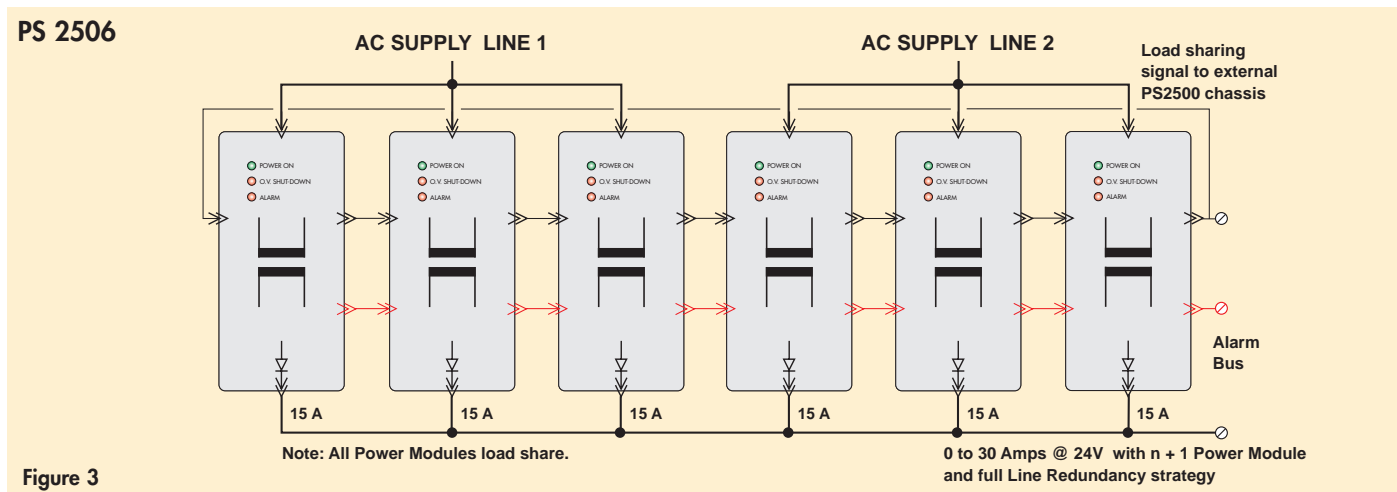 PS 2506
AC SUPPLY LINE 1
AC SUPPLY LINE 2
Load sharing
signal to external
PS2500 chassis
POWER ON
O.V. SHUT-DOWN
ALARM
POWER ON
O.V. SHUT-DOWN
ALARM
POWER ON
O.V. SHUT-DOWN
ALARM
POWER ON
O.V. SHUT-DOWN
ALARM
POWER ON
O.V. SHUT-DOWN
ALARM
POWER ON
O.V. SHUT-DOWN
ALARM
Alarm
Bus
15 A
15 A
15 A
15 A
15 A
15 A
Note: All Power Modules load share.
0 to 30 Amps @ 24V with n + 1 Power Module
and full Line Redundancy strategy
Figure 3